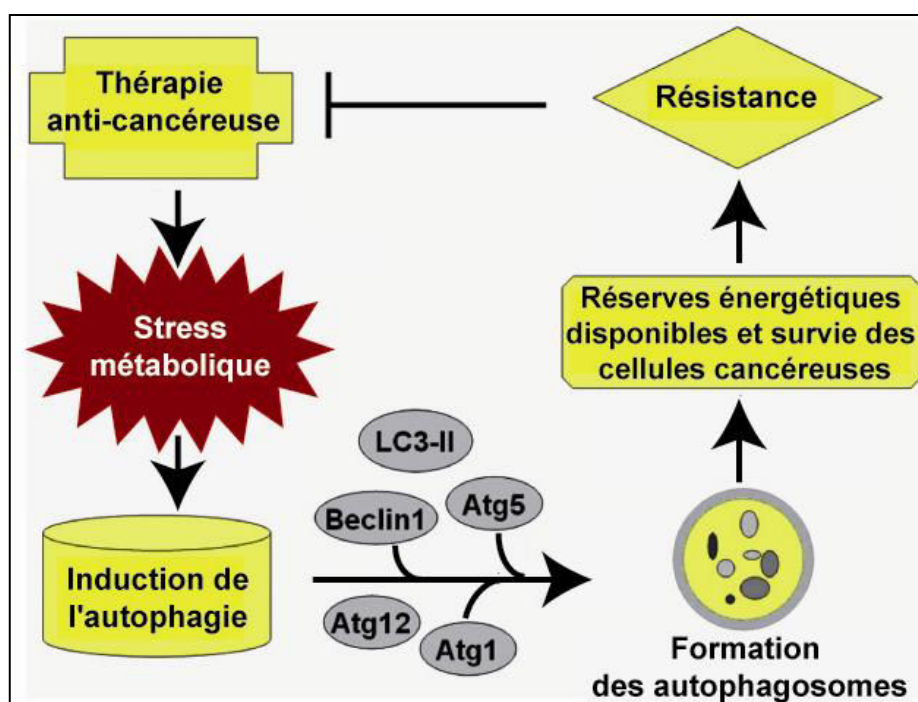 Thérapie
anti-cancéreuse
Résistance
Stress
métabolique
Réserves énergétiques
disponibles et survie des
cellules cancéreuses
LC3-II
Beclin1
Atg5
Induction de
l'autophagie
Atg12
Atg1
Formation
des autophagosomes